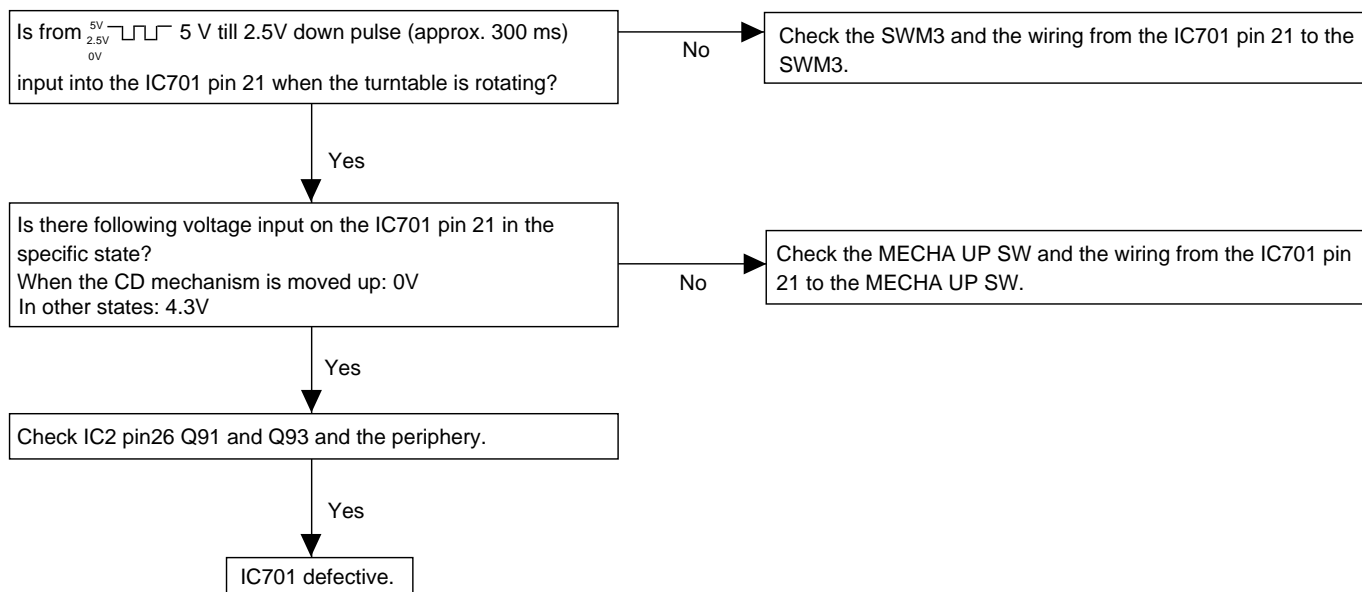 Is from 5V 2.5V 0V 5 V till 2.5V down pulse (approx. 300 ms)
input into the IC701 pin 21 when the turntable is rotating?
No
Check the SWM3 and the wiring from the IC701 pin 21 to the
SWM3.
Yes
Is there following voltage input on the IC701 pin 21 in the
specific state?
When the CD mechanism is moved up: 0V
In other states: 4.3V
No
Check the MECHA UP SW and the wiring from the IC701 pin
21 to the MECHA UP SW.
Yes
Check IC2 pin26 Q91 and Q93 and the periphery.
Yes
IC701 defective.